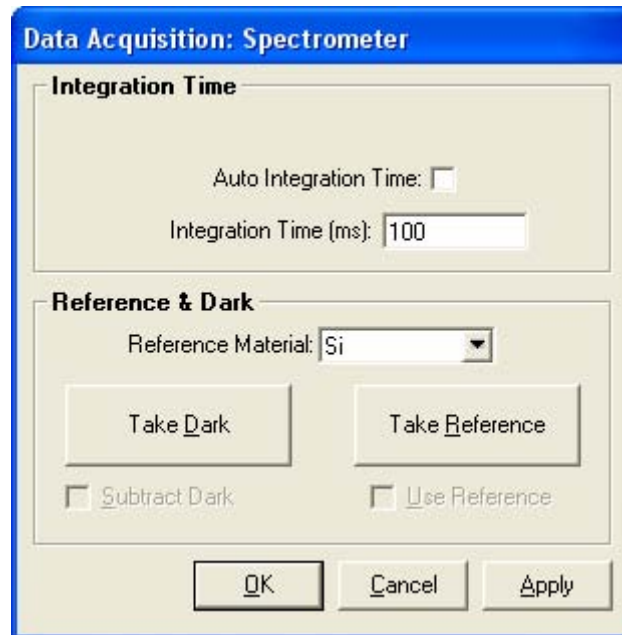 Data Acquisition: Spectrometer
Integration Time
Auto Integration Time:
Integration Time (ms): 100
Reference & Dark
Reference Material: Si
Take Dark Take Reference
Subtract Dark Use Reference
OK Cancel Apply